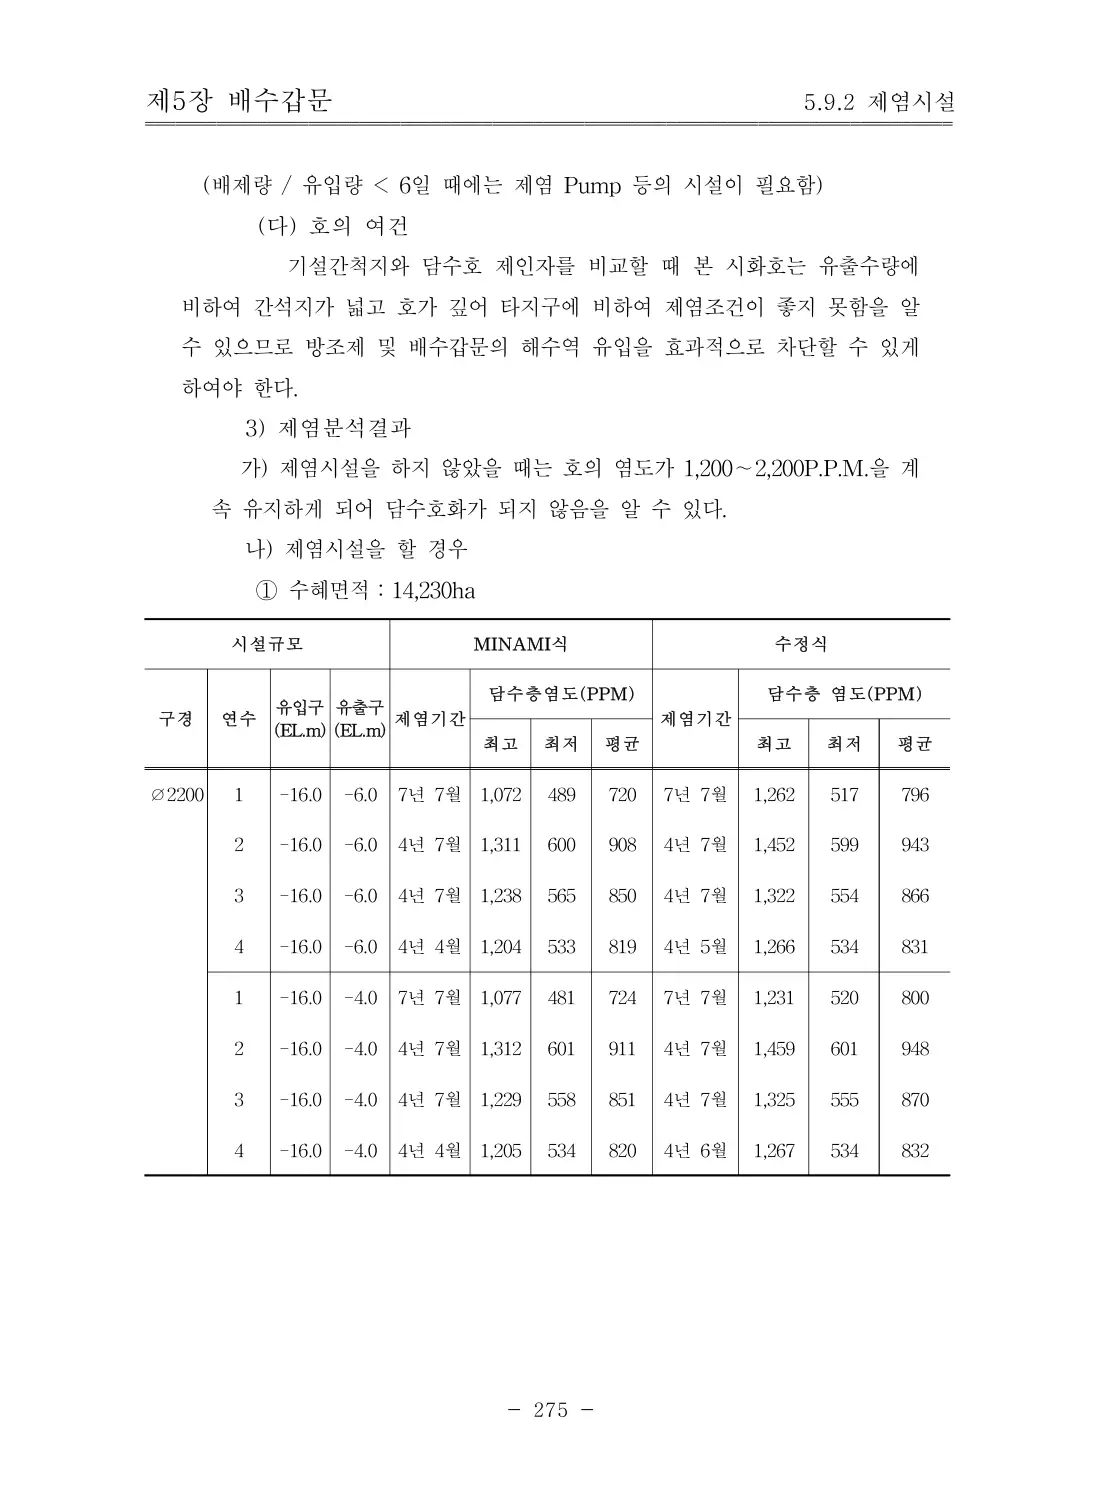 제5장 배수갑문
5.9.2 제염시설
(배제량 / 유입량 < 6일 때에는 제염 Pump 등의 시설이 필요함)
(다) 호의 여건
기설간척지와 담수호 제인자를 비교할 때 본 시화호는 유출수량에
비하여 간석지가 넓고 호가 깊어 타지구에 비하여 제염조건이 좋지 못함을 알
수 있으므로 방조제 및 배수갑문의 해수역 유입을 효과적으로 차단할 수 있게
하여야 한다.
3) 제염분석결과
가) 제염시설을 하지 않았을 때는 호의 염도가 1,200～2,200P.P.M.을 계
속 유지하게 되어 담수호화가 되지 않음을 알 수 있다.
나) 제염시설을 할 경우
① 수혜면적 : 14,230ha
시설규모 MINAMI식 수정식
구경 연수 유입구 (EL.m) 유출구 (EL.m) 제염기간 담수층염도(PPM) 제염기간 담수층 염도(PPM)
최고 최저 평균 최고 최저 평균
∅2200 1 -16.0 -6.0 7년 7월 1,072 489 720 7년 7월 1,262 517 796
2 -16.0 -6.0 4년 7월 1,311 600 908 4년 7월 1,452 599 943
3 -16.0 -6.0 4년 7월 1,238 565 850 4년 7월 1,322 554 866
4 -16.0 -6.0 4년 4월 1,204 533 819 4년 5월 1,266 534 831
1 -16.0 -4.0 7년 7월 1,077 481 724 7년 7월 1,231 520 800
2 -16.0 -4.0 4년 7월 1,312 601 911 4년 7월 1,459 601 948
3 -16.0 -4.0 4년 7월 1,229 558 851 4년 7월 1,325 555 870
4 -16.0 -4.0 4년 4월 1,205 534 820 4년 6월 1,267 534 832
- 275 -